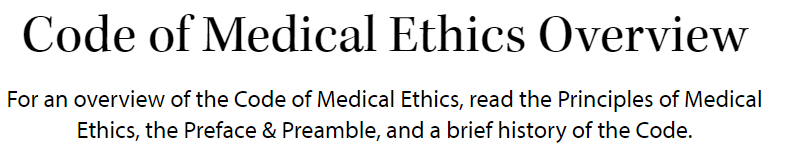 Code of Medical Ethics Overview
For an overview of the Code of Medical Ethics, read the Principles of Medical
Ethics, the Preface & Preamble, and a brief history of the Code.